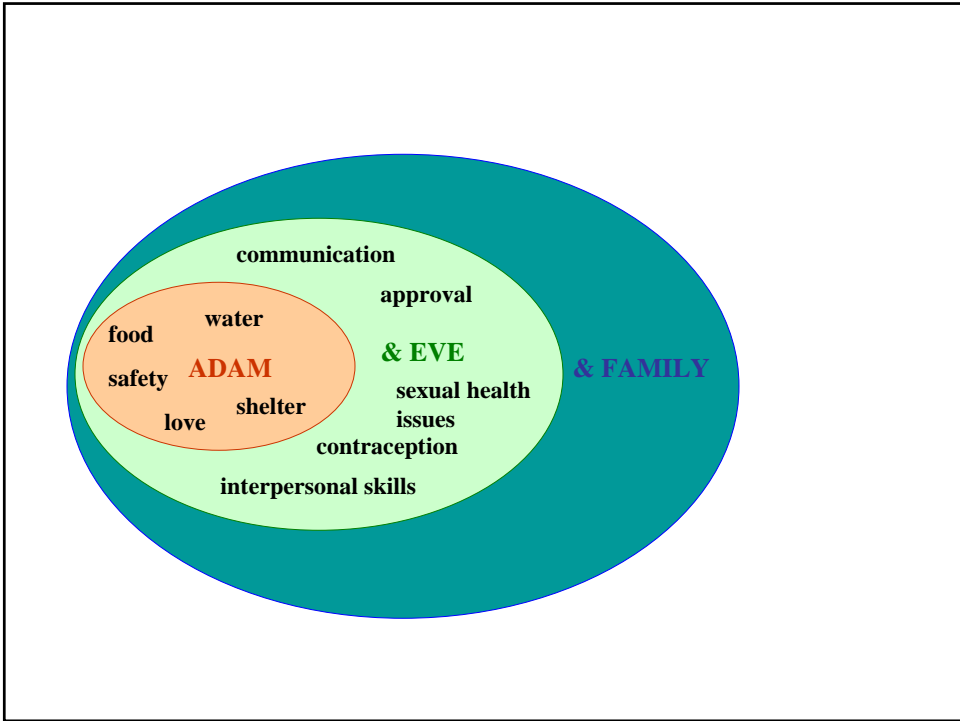 communication
approval
water
food
& EVE
ADAM
& FAMILY
safety
sexual health
issues
shelter
love
contraception
interpersonal skills